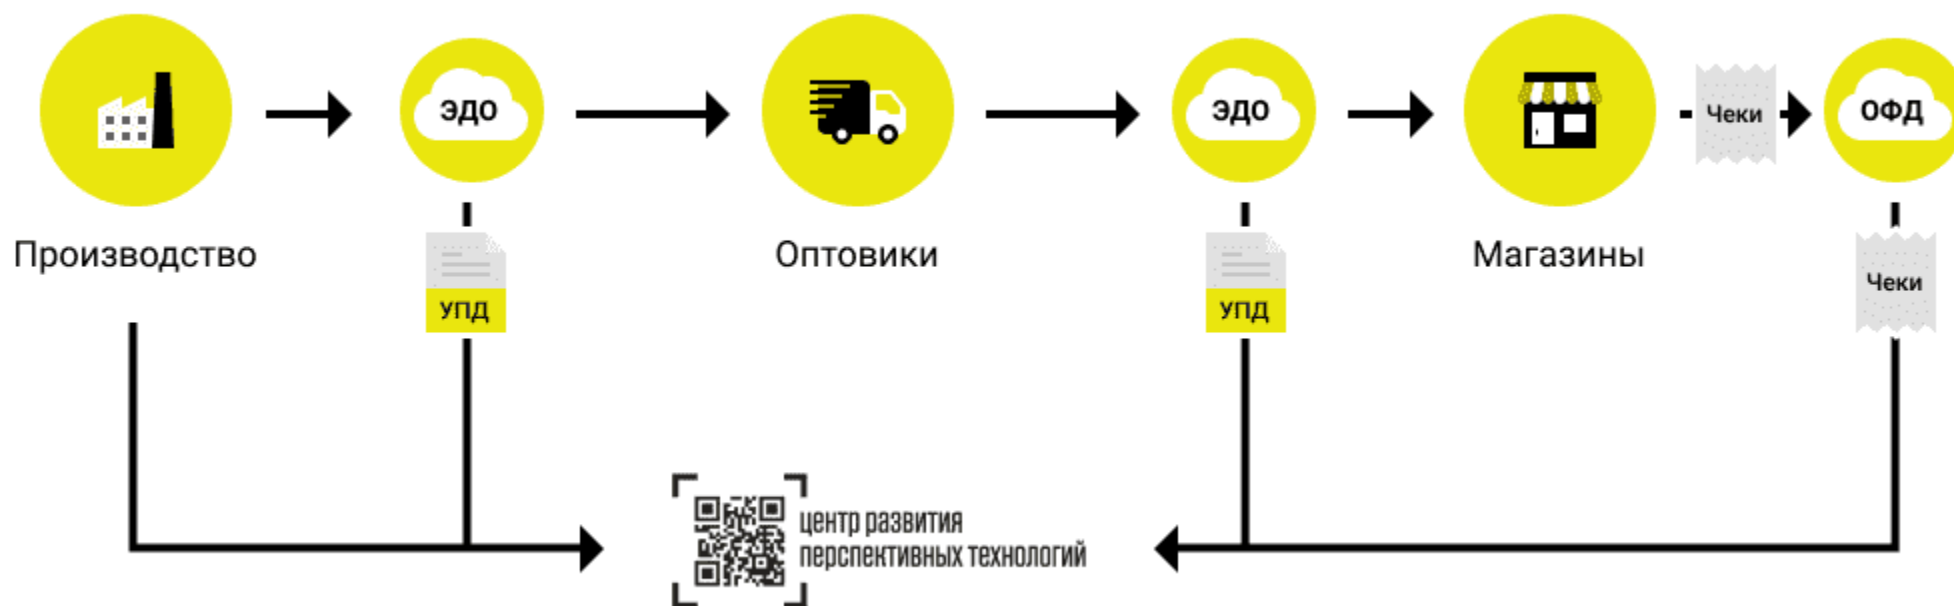 ЭДО
ЭДО
Чеки
ОФД
Производство
Оптовики
Магазины
УПД
УПД
Чеки
центр развития
перспективных технологий